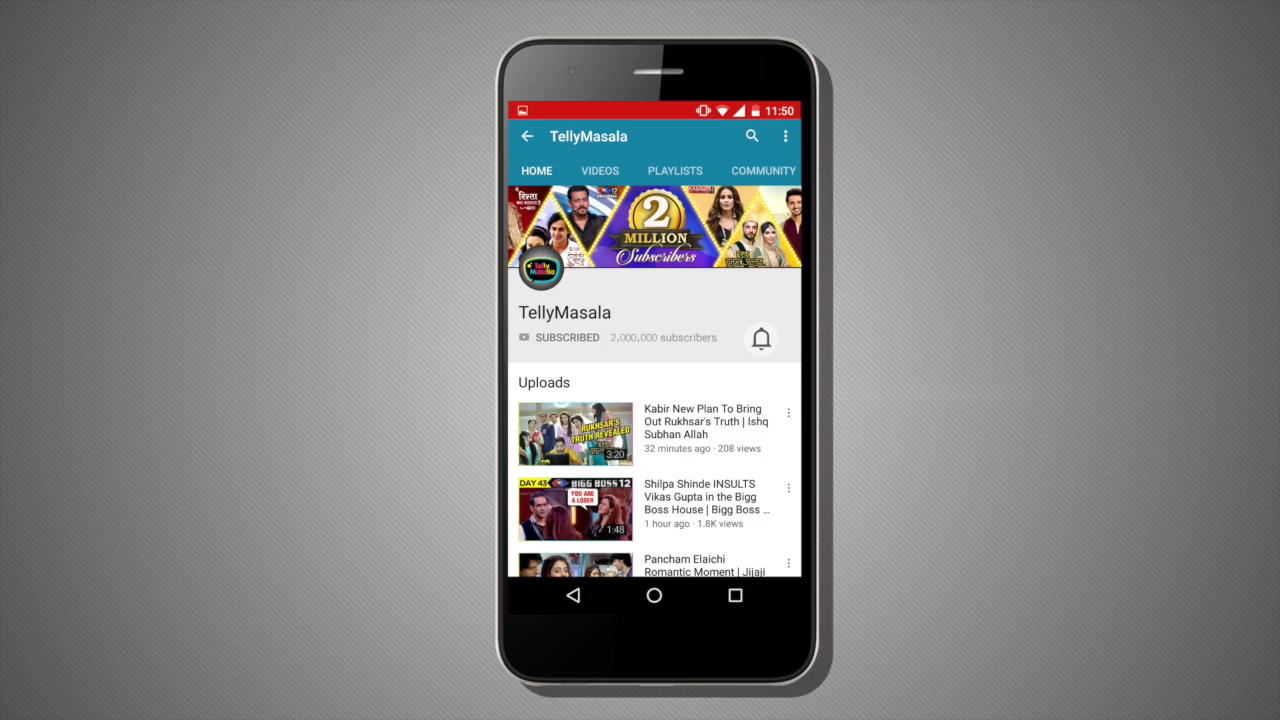 11:50
TellyMasala
HOME VIDEOS PLAYLISTS COMMUNITY
रिश्ता
2
MILLION
Subscribers
Telly
Masala
TellyMasala
SUBSCRIBED 2,000,000 subscribers
Uploads
RUKHSAR'S
TRUTH REVEALED
3:20
Kabir New Plan To Bring
Out Rukhsar's Truth | Ishq
Subhan Allah
32 minutes ago · 208 views
DAY 43 BIGG BOSS 12
YOU ARE
A LOSER
1:48
Shilpa Shinde INSULTS
Vikas Gupta in the Bigg
Boss House | Bigg Boss ...
1 hour ago · 1.8K views
Pancham Elaichi
Romantic Moment | Jijaji